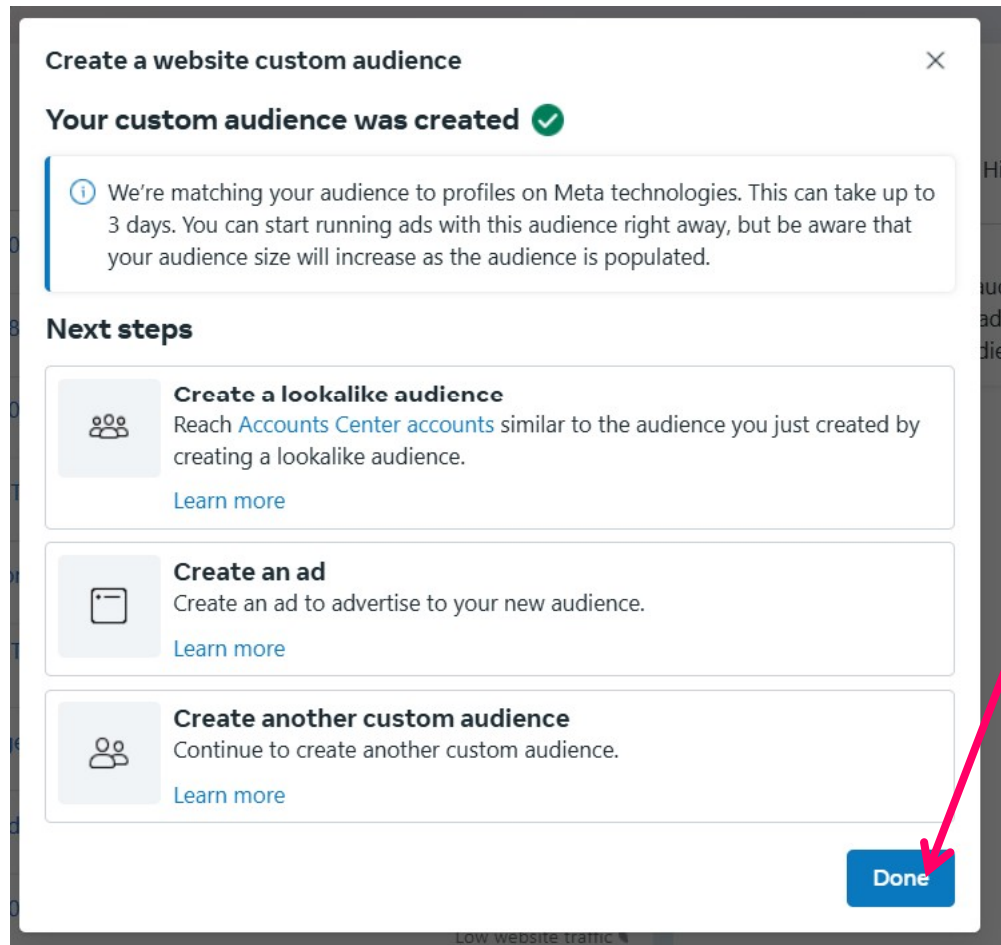 Create a website custom audience
Your custom audience was created
We're matching your audience to profiles on Meta technologies. This can take up to
3 days. You can start running ads with this audience right away, but be aware that
your audience size will increase as the audience is populated.
Next steps
Create a lookalike audience
Reach Accounts Center accounts similar to the audience you just created by
creating a lookalike audience.
Learn more
Create an ad
Create an ad to advertise to your new audience.
Learn more
Create another custom audience
Continue to create another custom audience.
Learn more
Done
Low website traffic